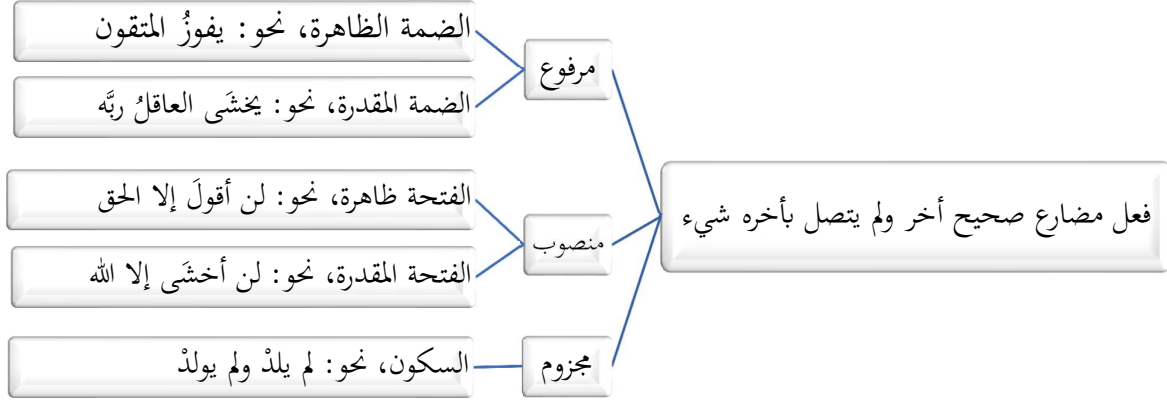 فعل مضارع صحيح أخر ولم يتصل بأخره شيء
مرفوع
الضمة الظاهرة، نحو: يفوزُ المتقون
الضمة المقدرة، نحو: يخشَى العاقلُ ربَّه
منصوب
الفتحة ظاهرة، نحو: لن أقولَ إلا الحق
الفتحة المقدرة، نحو: لن أخشَى إلا الله
مجزوم
السكون، نحو: لم يلدْ ولم يولدْ